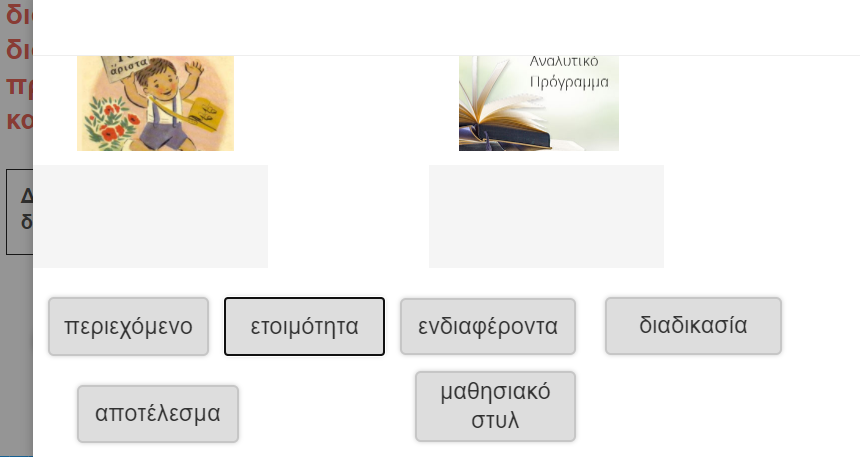 άριστα
Αναλυτικό
Πρόγραμμα
περιεχόμενο
ετοιμότητα
ενδιαφέροντα
διαδικασία
αποτέλεσμα
μαθησιακό
στυλ